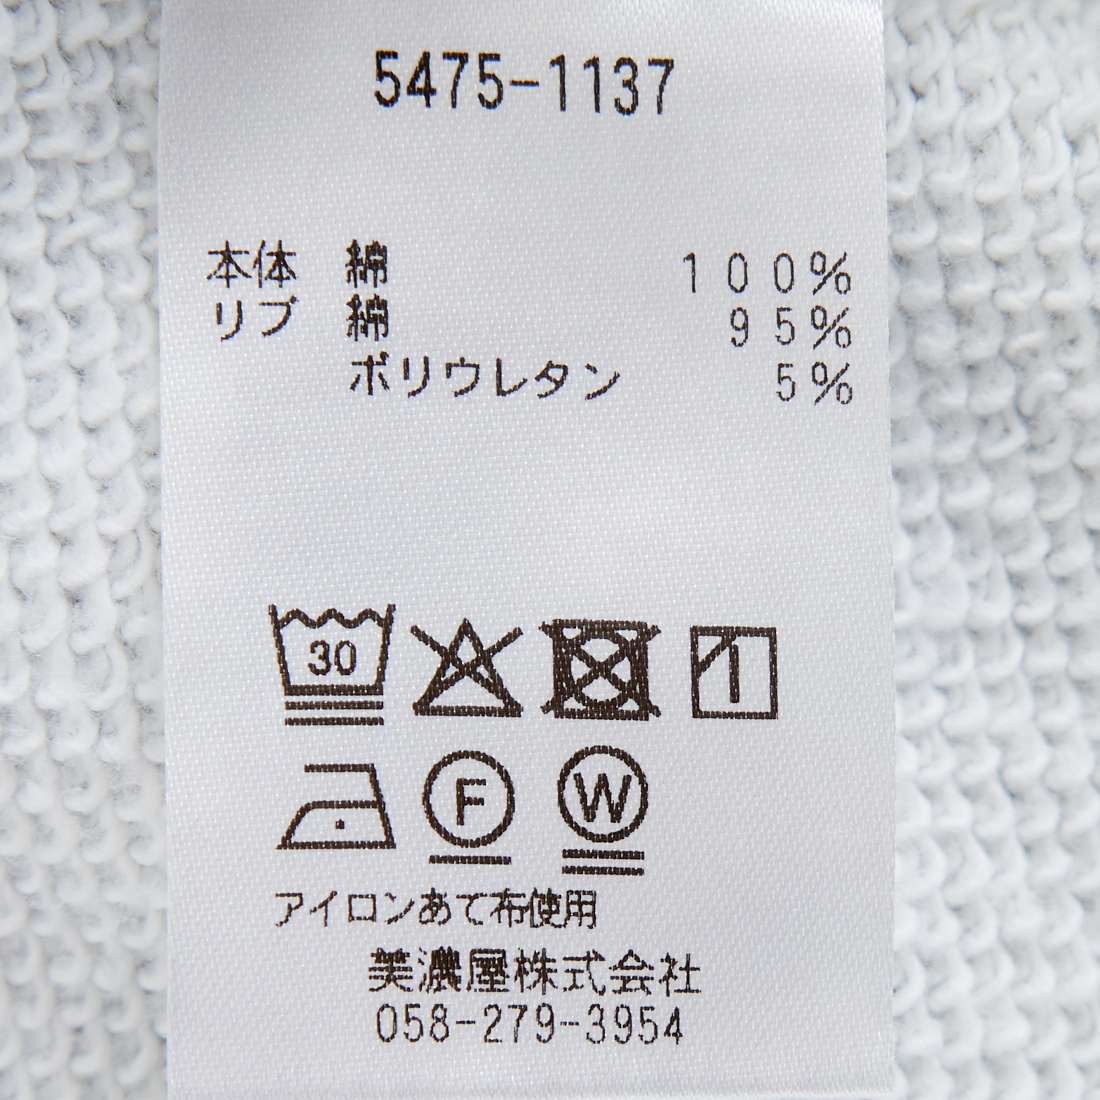 5475-1137
本体 綿 100%
リブ 綿 95%
ポリウレタン 5%
30
F W
アイロンあて布使用
美濃屋株式会社
058-279-3954